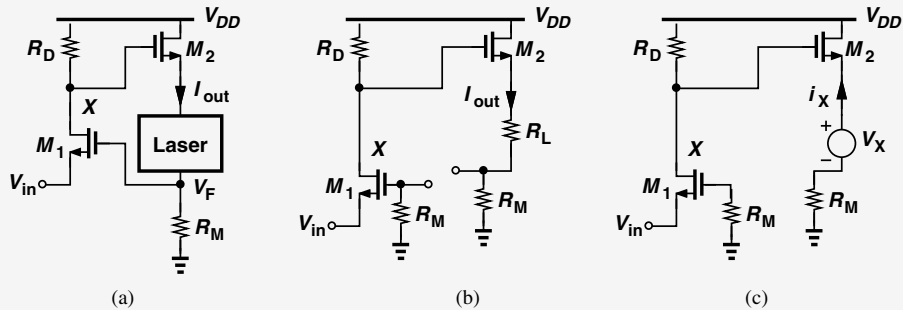 V_DD
R_D
M_2
I_out
X
M_1
Laser
V_in
V_F
R_M
(a)
V_DD
R_D
M_2
I_out
R_L
X
M_1
R_M
R_M
V_in
(b)
V_DD
R_D
M_2
i_X
+
V_X
−
X
M_1
R_M
R_M
V_in
(c)